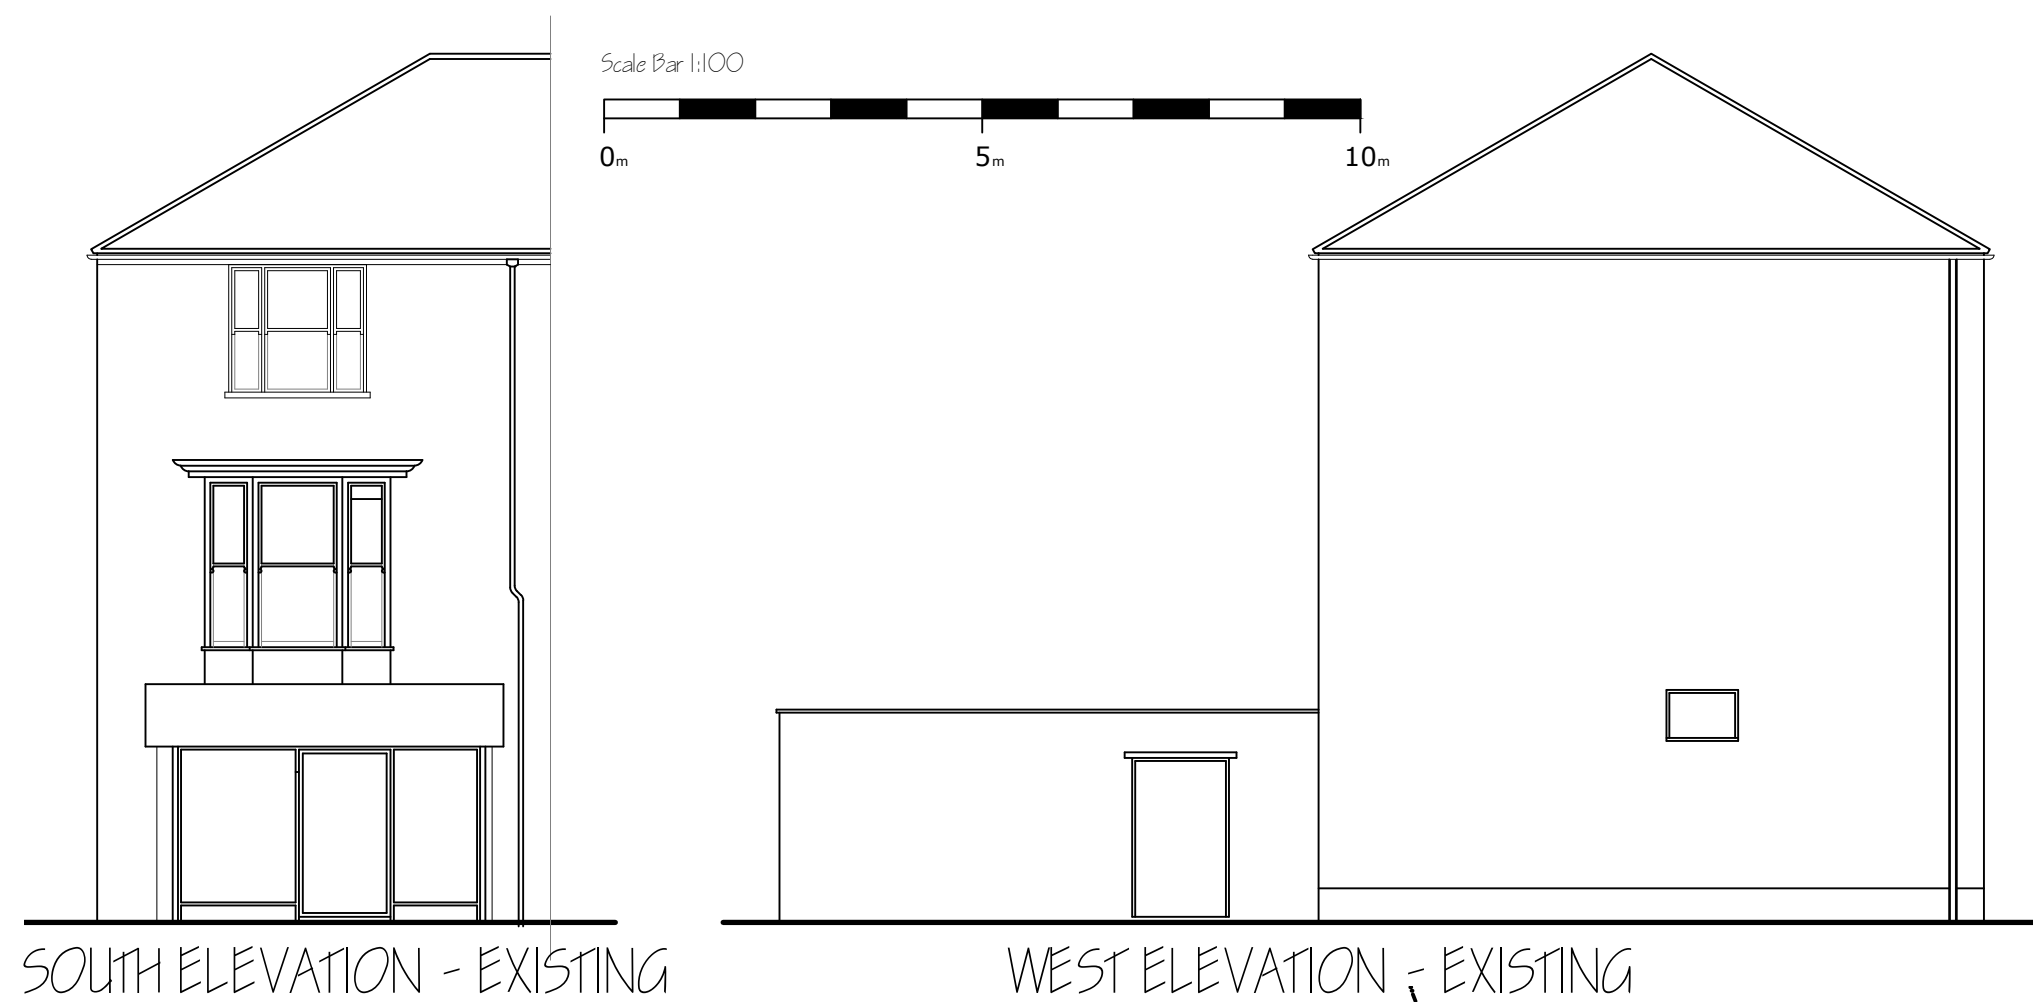 Scale Bar 1:100
0m 5m 10m
SOUTH ELEVATION - EXISTING
WEST ELEVATION - EXISTING